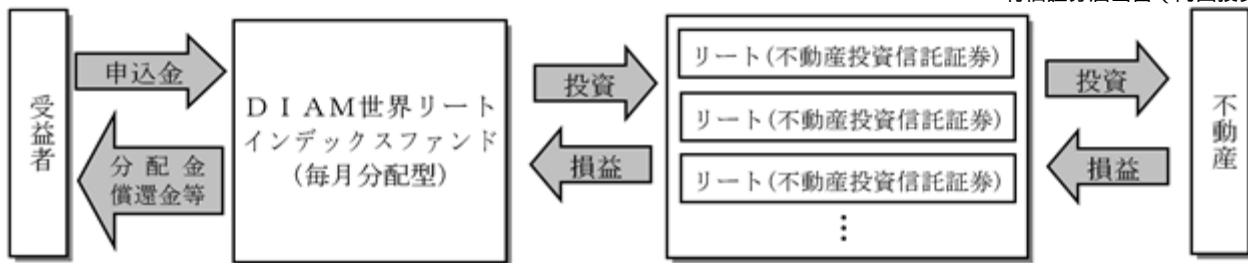 受益者
申込金
分配金
償還金等
DIAM世界リート
インデックスファンド
(毎月分配型)
投資
損益
リート(不動産投資信託証券)
リート(不動産投資信託証券)
リート(不動産投資信託証券)
⋮
投資
損益
不動産